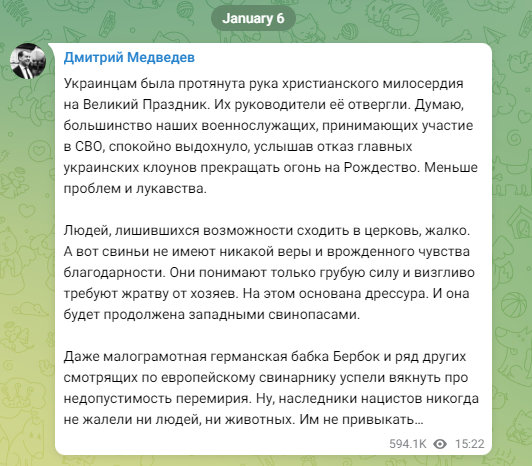 January 6
Дмитрий Медведев
Украинцам была протянута рука христианского милосердия
на Великий Праздник. Их руководители её отвергли. Думаю,
большинство наших военнослужащих, принимающих участие
в СВО, спокойно выдохнуло, услышав отказ главных
украинских клоунов прекращать огонь на Рождество. Меньше
проблем и лукавства.
Людей, лишившихся возможности сходить в церковь, жалко.
А вот свиньи не имеют никакой веры и врожденного чувства
благодарности. Они понимают только грубую силу и визгливо
требуют жратву от хозяев. На этом основана дрессура. И она
будет продолжена западными свинопасами.
Даже малограмотная германская бабка Бербок и ряд других
смотрящих по европейскому свинарнику успели вякнуть про
недопустимость перемирия. Ну, наследники нацистов никогда
не жалели ни людей, ни животных. Им не привыкать…
594.1K 15:22